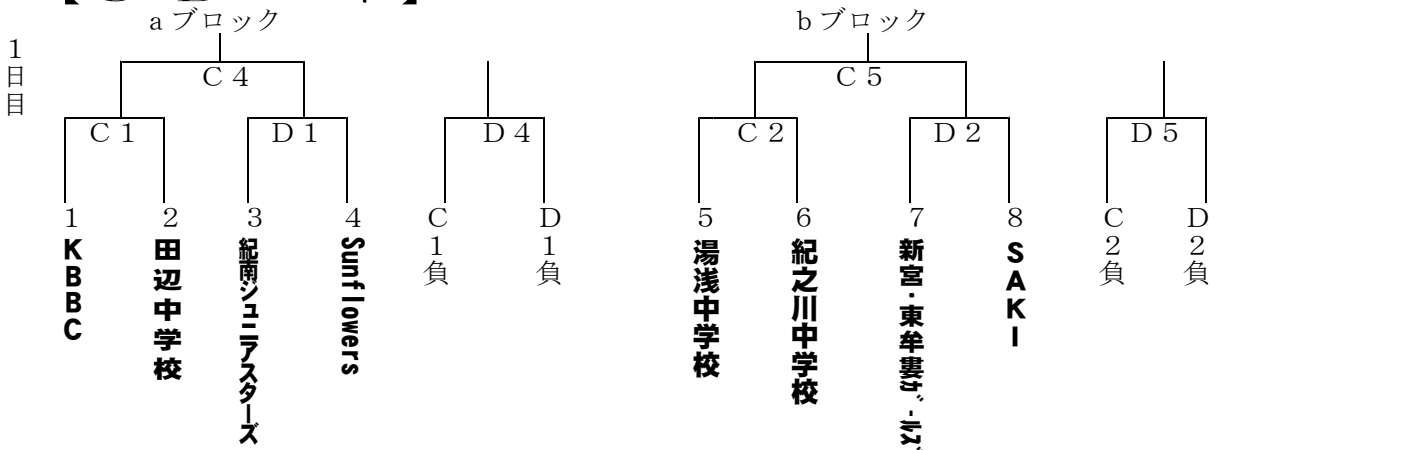 aブロック
bブロック
1日目
C4
C5
C1
D1
D4
C2
D2
D5
1
2
3
4
C1負
D1負
5
6
7
8
C2負
D2負
KBBC
田辺中学校
紀南ジュニアスターズ
Sunflowers
湯浅中学校
紀之川中学校
新宮・東牟婁ガールズ
SAKI